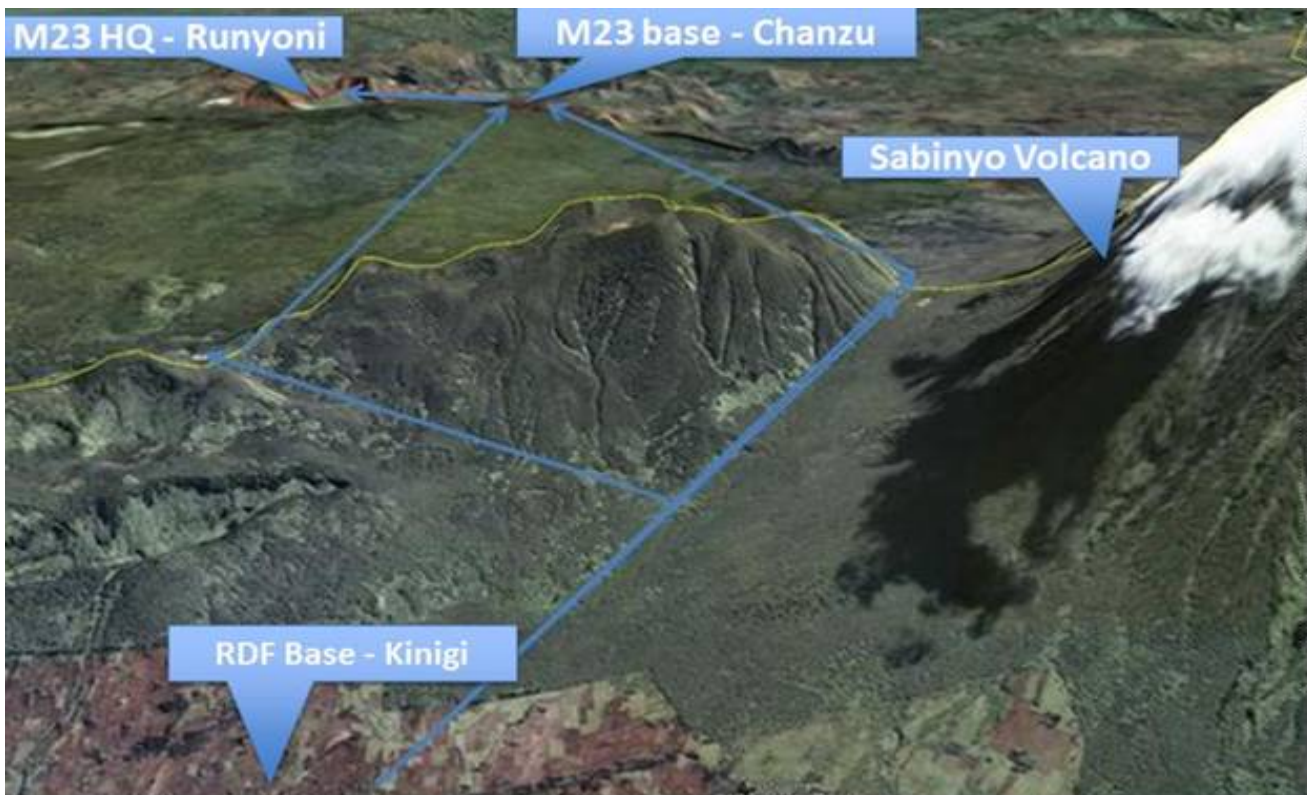 M23 HQ - Runyoni
M23 base - Chanzu
Sabinyo Volcano
RDF Base - Kinigi